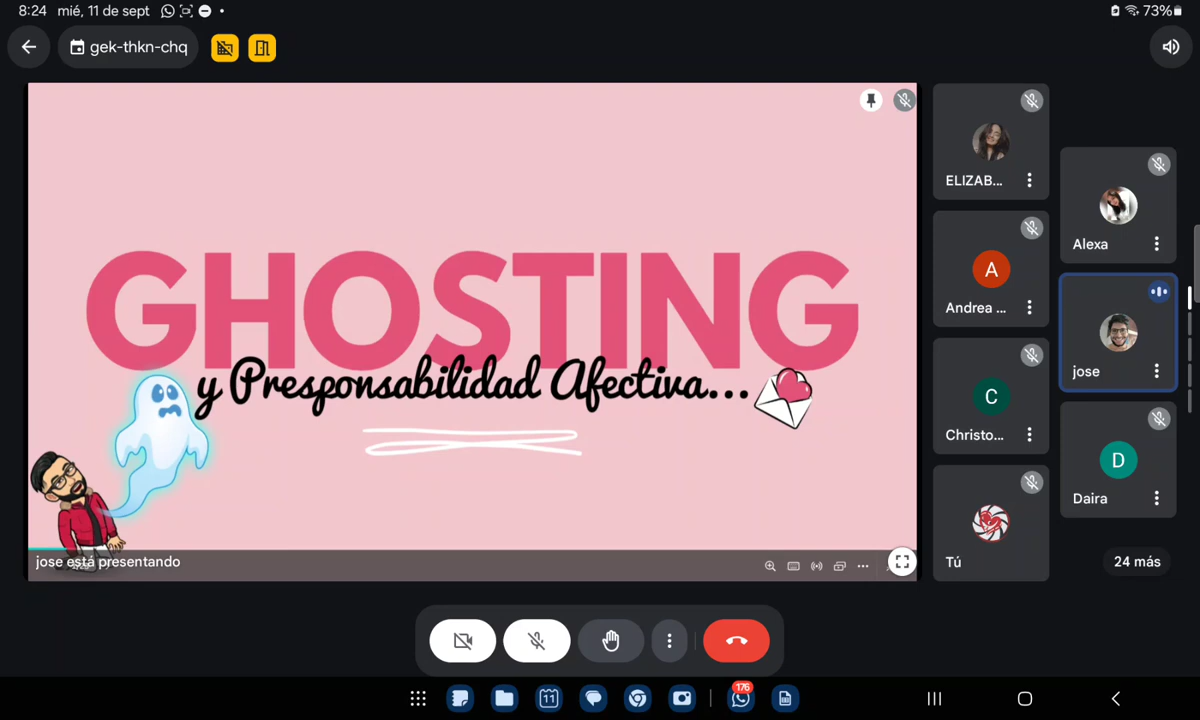 8:24 mié, 11 de sept
73%
gek-thkn-chq
GHOSTING
y Presponsabilidad Afectiva...
jose está presentando
ELIZAB...
Alexa
A
Andrea ...
jose
C
Christo...
D
Daira
Tú
24 más
11
176